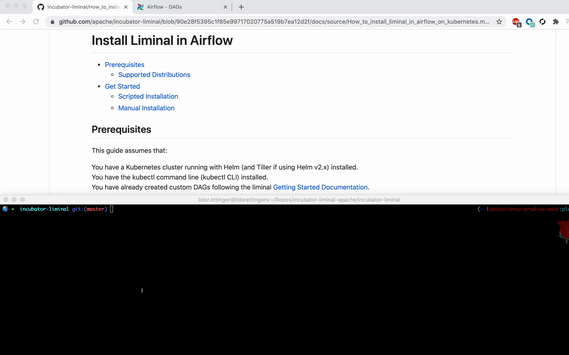 incubator-liminal/How_to_inst
Airflow - DAGs
github.com/apache/incubator-liminal/blob/90e28f5395c1f85e99717020775a519b7ea12d2f/docs/source/How_to_install_liminal_in_airflow_on_kubernetes.m...
Install Liminal in Airflow
Prerequisites
Supported Distributions
Get Started
Scripted Installation
Manual Installation
Prerequisites
This guide assumes that:
You have a Kubernetes cluster running with Helm (and Tiller if using Helm v2.x) installed.
You have the kubectl command line (kubectl CLI) installed.
You have already created custom DAGs following the liminal Getting Started Documentation.
lidor.ettinger@lidorettingers: ~/Repos/incubator-liminal-apache/incubator-liminal
incubator-liminal git:(master)